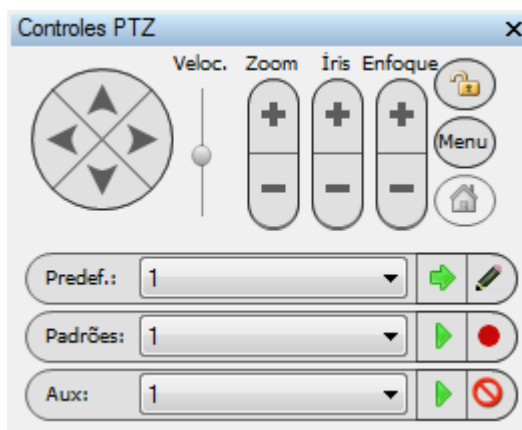 Controles PTZ
Veloc. Zoom Íris Enfoque
Menu
Predef.: 1
Padrões: 1
Aux: 1